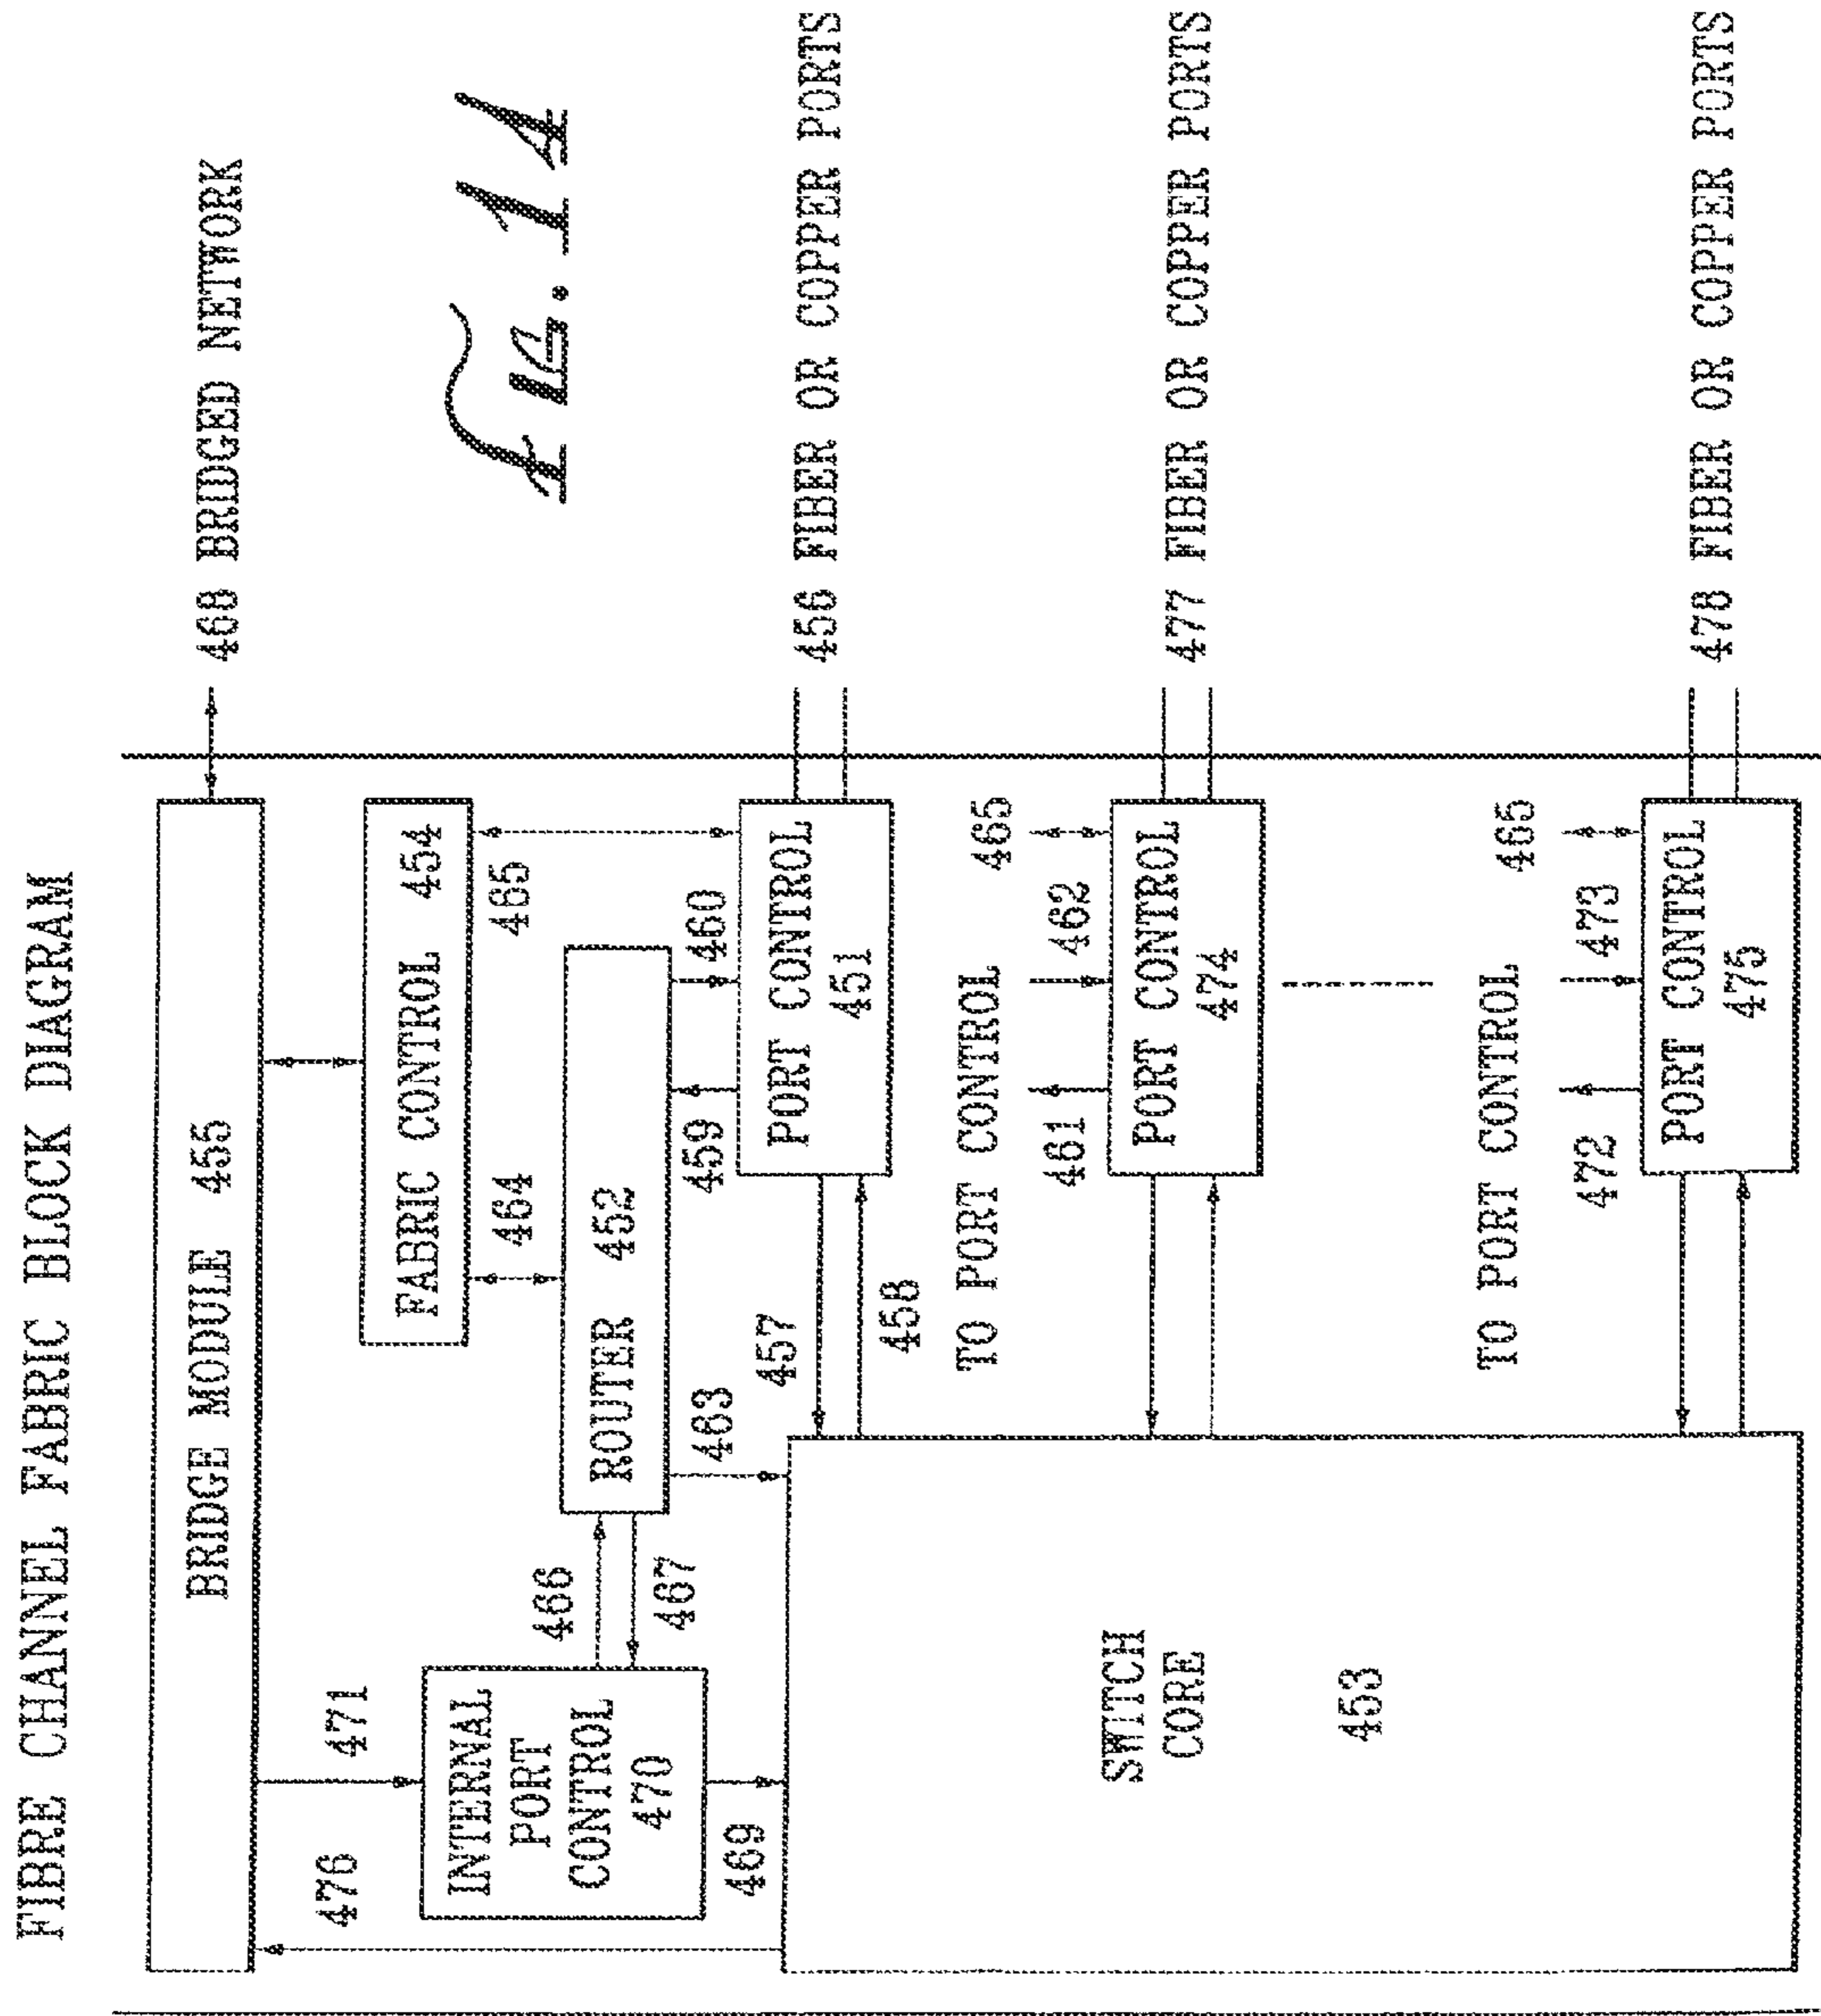 FIBRE CHANNEL FABRIC BLOCK DIAGRAM
BRIDGE MODULE 455
468 BRIDGED NETWORK
476
471
FABRIC CONTROL 454
FIG. 14
464
465
INTERNAL
PORT
CONTROL
470
466
467
ROUTER 452
469
463
459
460
457
458
PORT CONTROL
451
456 FIBER OR COPPER PORTS
TO PORT CONTROL
461
462
465
PORT CONTROL
474
477 FIBER OR COPPER PORTS
SWITCH
CORE
453
TO PORT CONTROL
472
473
465
PORT CONTROL
475
478 FIBER OR COPPER PORTS